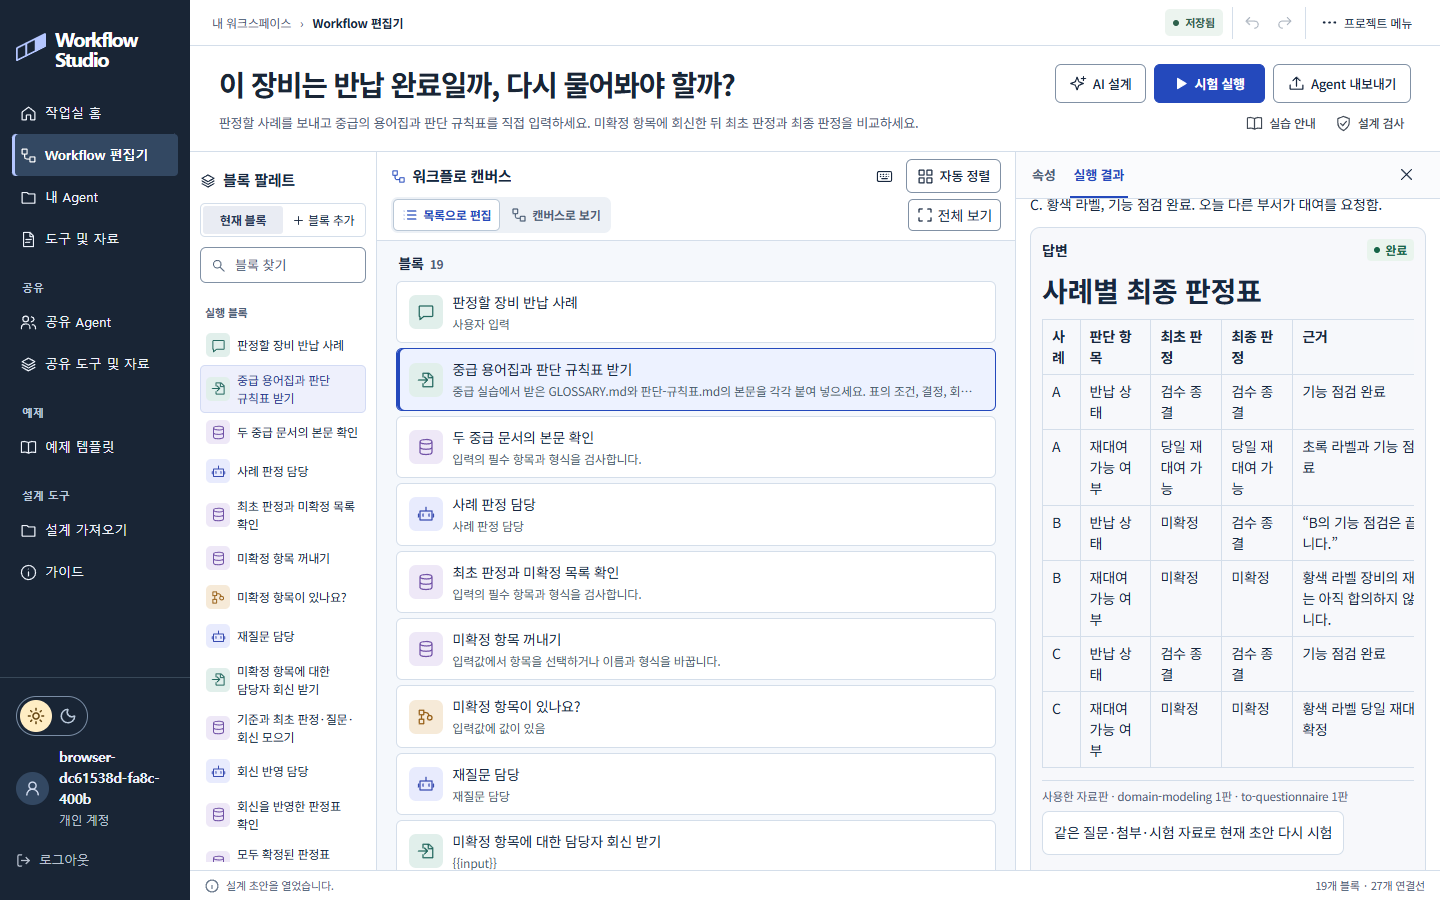 Workflow
Studio
작업실 홈
Workflow 편집기
내 Agent
도구 및 자료
공유
공유 Agent
공유 도구 및 자료
예제
예제 템플릿
설계 도구
설계 가져오기
가이드
browser-
dc61538d-fa8c-
400b
개인 계정
로그아웃
내 워크스페이스 › Workflow 편집기
저장됨
프로젝트 메뉴
이 장비는 반납 완료일까, 다시 물어봐야 할까?
판정할 사례를 보내고 중급의 용어집과 판단 규칙표를 직접 입력하세요. 미확정 항목에 회신한 뒤 최초 판정과 최종 판정을 비교하세요.
AI 설계
시험 실행
Agent 내보내기
실습 안내
설계 검사
블록 팔레트
현재 블록
블록 추가
블록 찾기
실행 블록
판정할 장비 반납 사례
중급 용어집과 판단
규칙표 받기
두 중급 문서의 본문 확인
사례 판정 담당
최초 판정과 미확정 목록
확인
미확정 항목 꺼내기
미확정 항목이 있나요?
재질문 담당
미확정 항목에 대한
담당자 회신 받기
기준과 최초 판정·질문·
회신 모으기
회신 반영 담당
회신을 반영한 판정표
확인
모두 확정된 판정표
워크플로 캔버스
자동 정렬
목록으로 편집
캔버스로 보기
전체 보기
블록 19
판정할 장비 반납 사례
사용자 입력
중급 용어집과 판단 규칙표 받기
중급 실습에서 받은 GLOSSARY.md와 판단-규칙표.md의 본문을 각각 붙여 넣으세요. 표의 조건, 결정, 회…
두 중급 문서의 본문 확인
입력의 필수 항목과 형식을 검사합니다.
사례 판정 담당
사례 판정 담당
최초 판정과 미확정 목록 확인
입력의 필수 항목과 형식을 검사합니다.
미확정 항목 꺼내기
입력값에서 항목을 선택하거나 이름과 형식을 바꿉니다.
미확정 항목이 있나요?
입력값에 값이 있음
재질문 담당
재질문 담당
미확정 항목에 대한 담당자 회신 받기
{{input}}
속성
실행 결과
C. 황색 라벨, 기능 점검 완료. 오늘 다른 부서가 대여를 요청함.
답변
완료
사례별 최종 판정표
사례 판단 항목 최초 판정 최종 판정 근거
A 반납 상태 검수 종결 검수 종결 기능 점검 완료
A 재대여 가능 여부 당일 재대여 가능 당일 재대여 가능 초록 라벨과 기능 점 료
B 반납 상태 미확정 검수 종결 “B의 기능 점검은 끝 니다.”
B 재대여 가능 여부 미확정 미확정 황색 라벨 장비의 재 는 아직 합의하지 않 니다.
C 반납 상태 검수 종결 검수 종결 기능 점검 완료
C 재대여 가능 여부 미확정 미확정 황색 라벨 당일 재대 확정
사용한 자료판 · domain-modeling 1판 · to-questionnaire 1판
같은 질문·첨부·시험 자료로 현재 초안 다시 시험
설계 초안을 열었습니다.
19개 블록 · 27개 연결선